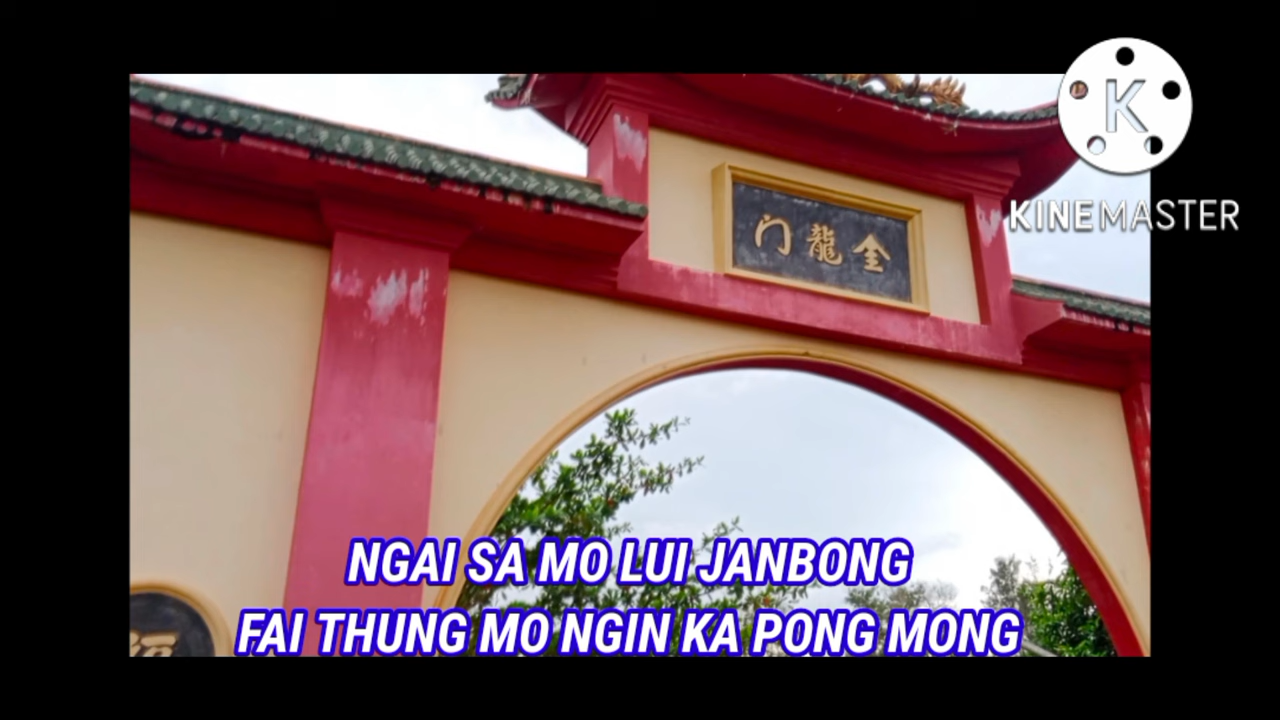 KINEMASTER
金龍门
NGAI SA MO LUI JANBONG
FAI THUNG MO NGIN KA PONG MONG